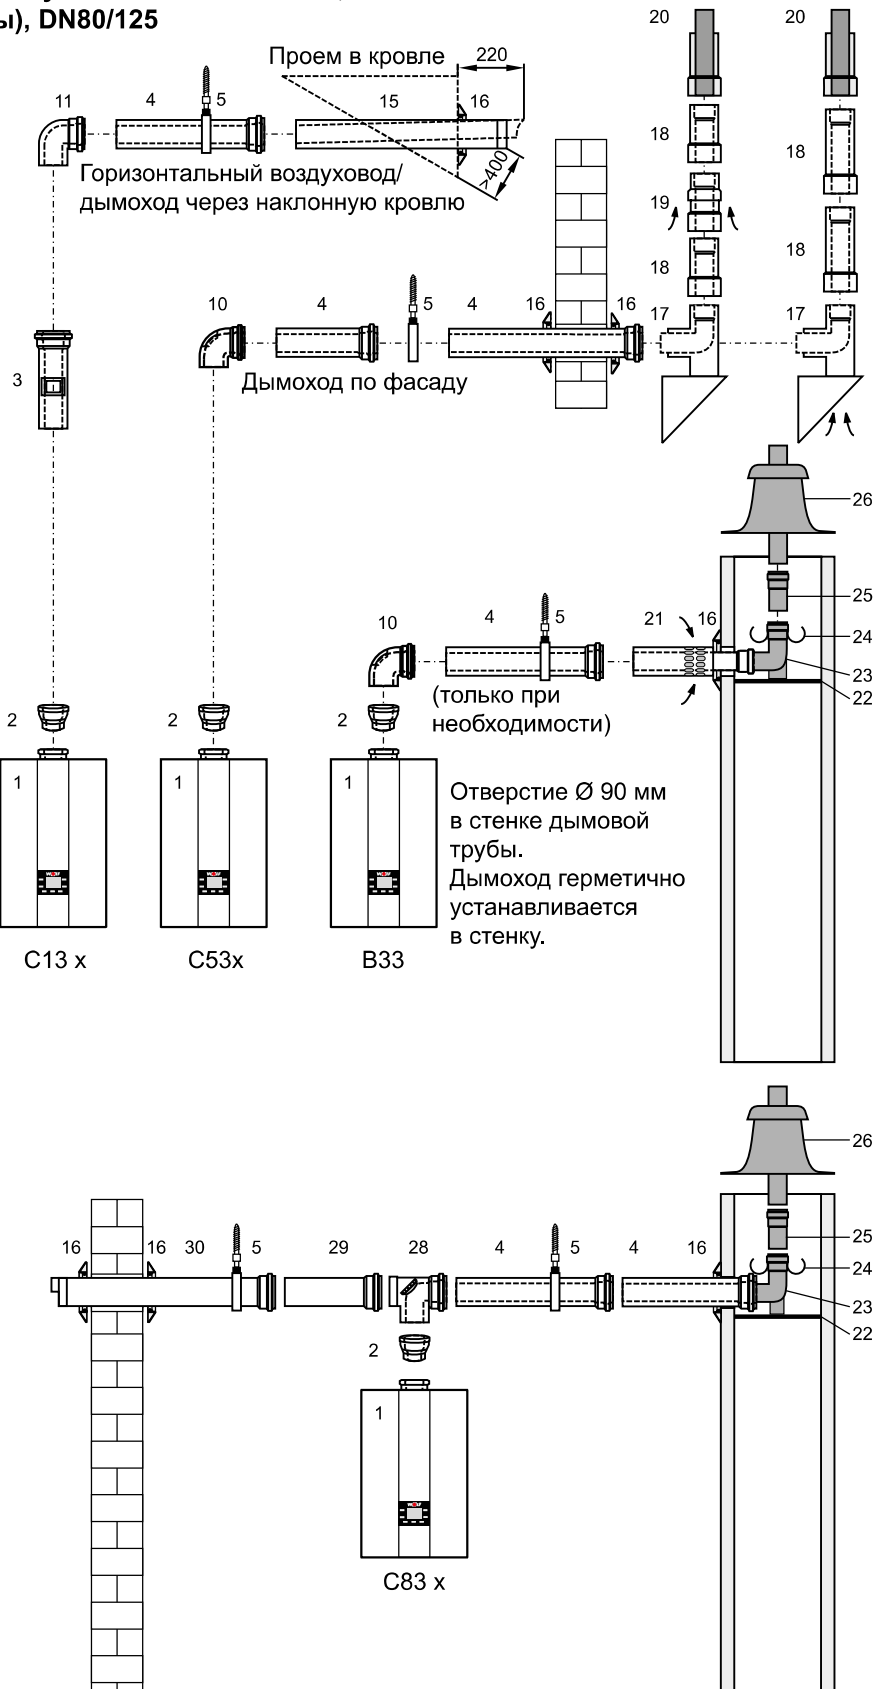 ы), DN80/125
20 20
Проем в кровле 220
11 4 5 15 16
>400
Горизонтальный воздуховод/
дымоход через наклонную кровлю
18 18
19
18 18
10 4 5 4 16 16 17 17
Дымоход по фасаду
3
26
25
10 4 5 21 16 24
23
22
(только при
необходимости)
2 2 2
1 1 1
WOLF WOLF WOLF
Отверстие Ø 90 мм
в стенке дымовой
трубы.
Дымоход герметично
устанавливается
в стенку.
C13 x C53x B33
26
25
16 16 30 5 29 28 4 5 4 16 24
23
22
2
1
WOLF
C83 x